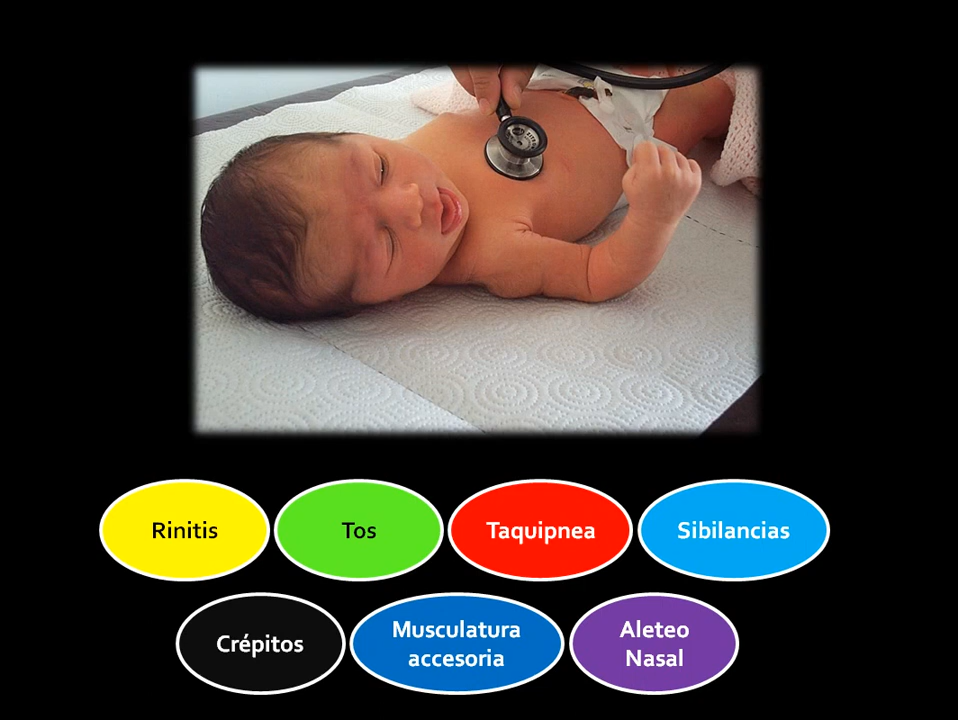 Rinitis
Tos
Taquipnea
Sibilancias
Crépitos
Musculatura
accesoria
Aleteo
Nasal